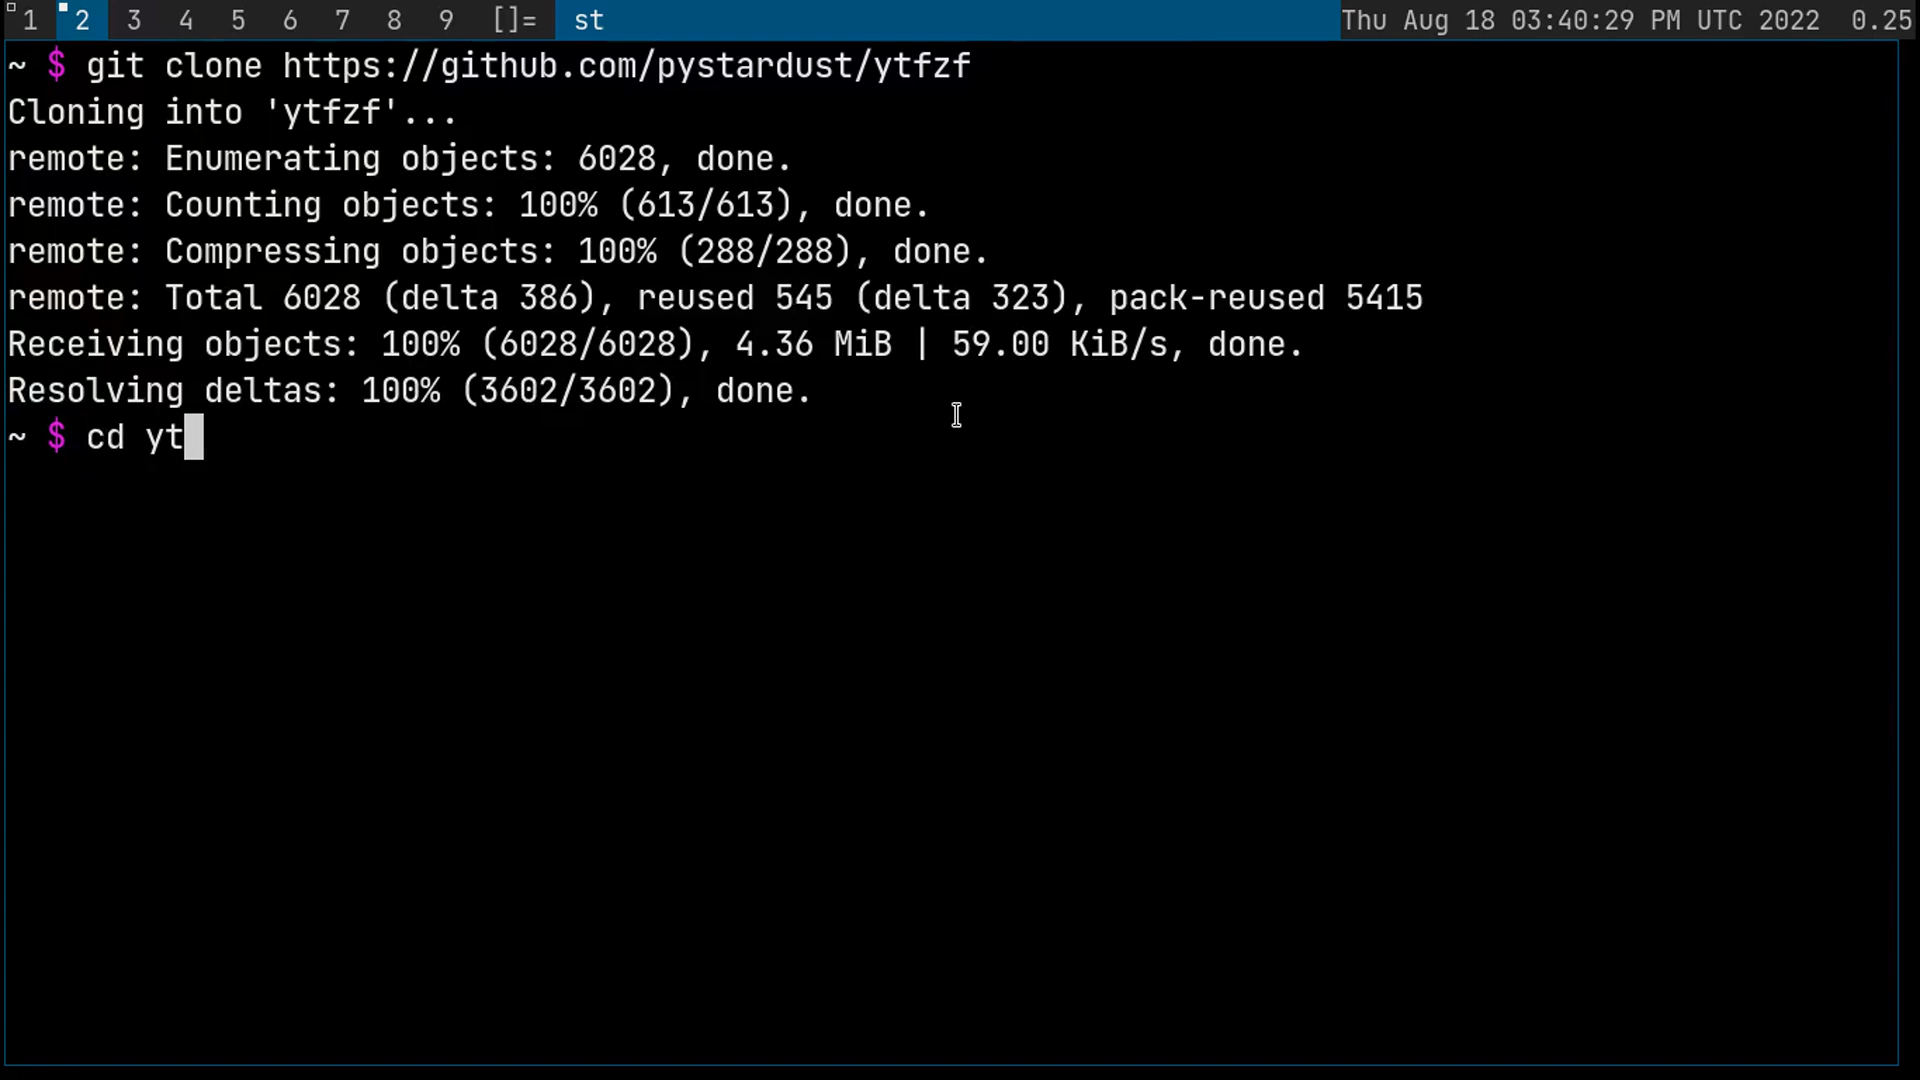 1 2 3 4 5 6 7 8 9 []= st Thu Aug 18 03:40:29 PM UTC 2022 0.25
~ $ git clone https://github.com/pystardust/ytfzf
Cloning into 'ytfzf'...
remote: Enumerating objects: 6028, done.
remote: Counting objects: 100% (613/613), done.
remote: Compressing objects: 100% (288/288), done.
remote: Total 6028 (delta 386), reused 545 (delta 323), pack-reused 5415
Receiving objects: 100% (6028/6028), 4.36 MiB | 59.00 KiB/s, done.
Resolving deltas: 100% (3602/3602), done.
~ $ cd yt